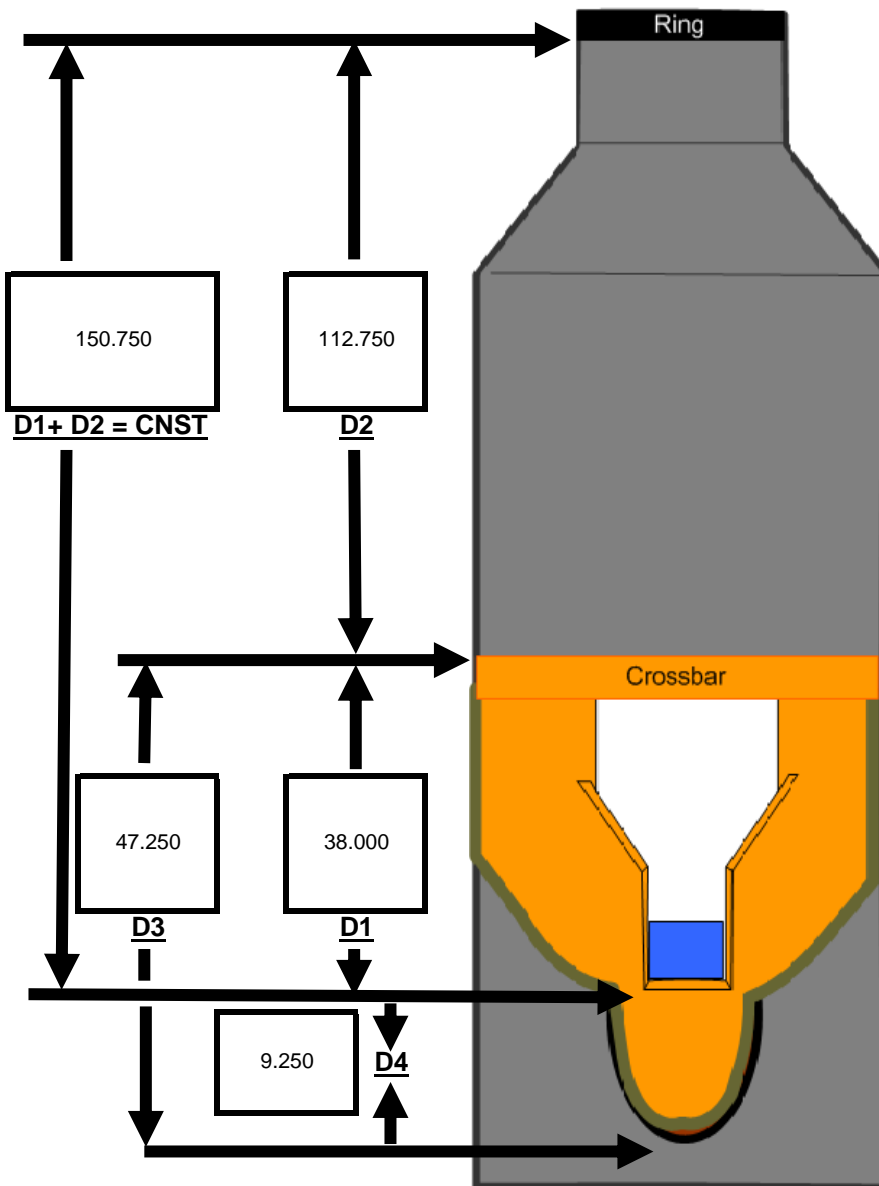 Ring
150.750
112.750
D1+ D2 = CNST
D2
Crossbar
47.250
38.000
D3
D1
9.250
D4